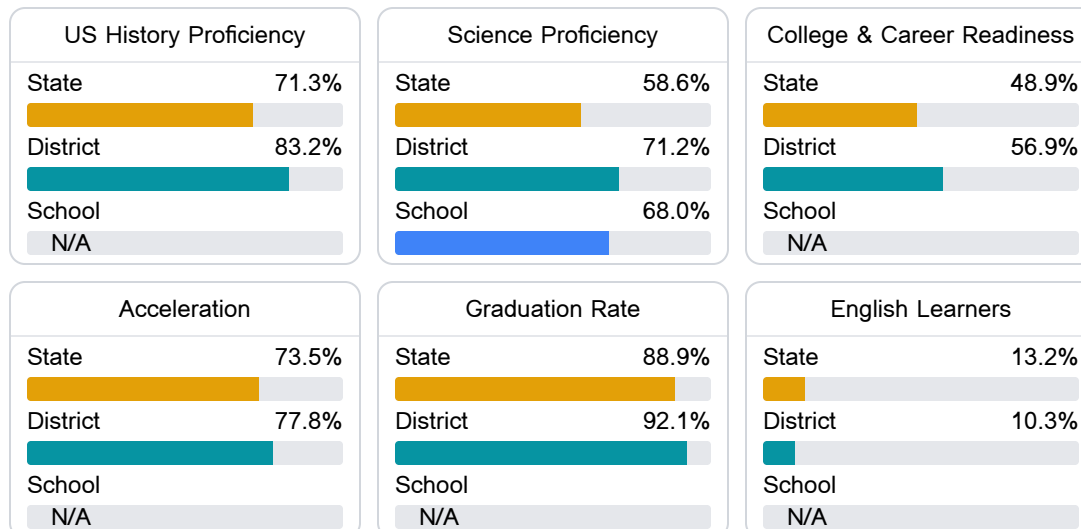 US History Proficiency
State 71.3%
District 83.2%
School
N/A
Science Proficiency
State 58.6%
District 71.2%
School 68.0%
College & Career Readiness
State 48.9%
District 56.9%
School
N/A
Acceleration
State 73.5%
District 77.8%
School
N/A
Graduation Rate
State 88.9%
District 92.1%
School
N/A
English Learners
State 13.2%
District 10.3%
School
N/A